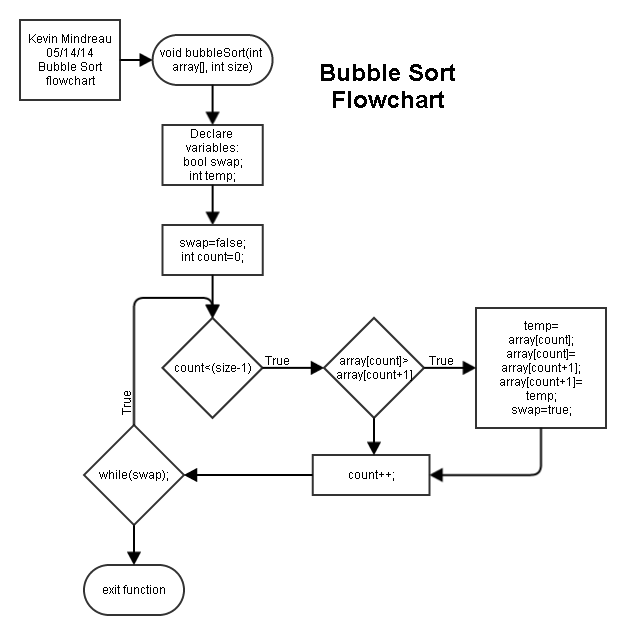 Kevin Mindreau
05/14/14
Bubble Sort
flowchart
void bubbleSort(int
array[], int size)
Bubble Sort
Flowchart
Declare
variables:
bool swap;
int temp;
swap=false;
int count=0;
count<(size-1)
True
array[count]>
array[count+1]
True
temp=
array[count];
array[count]=
array[count+1];
array[count+1]=
temp;
swap=true;
True
while(swap);
count++;
exit function